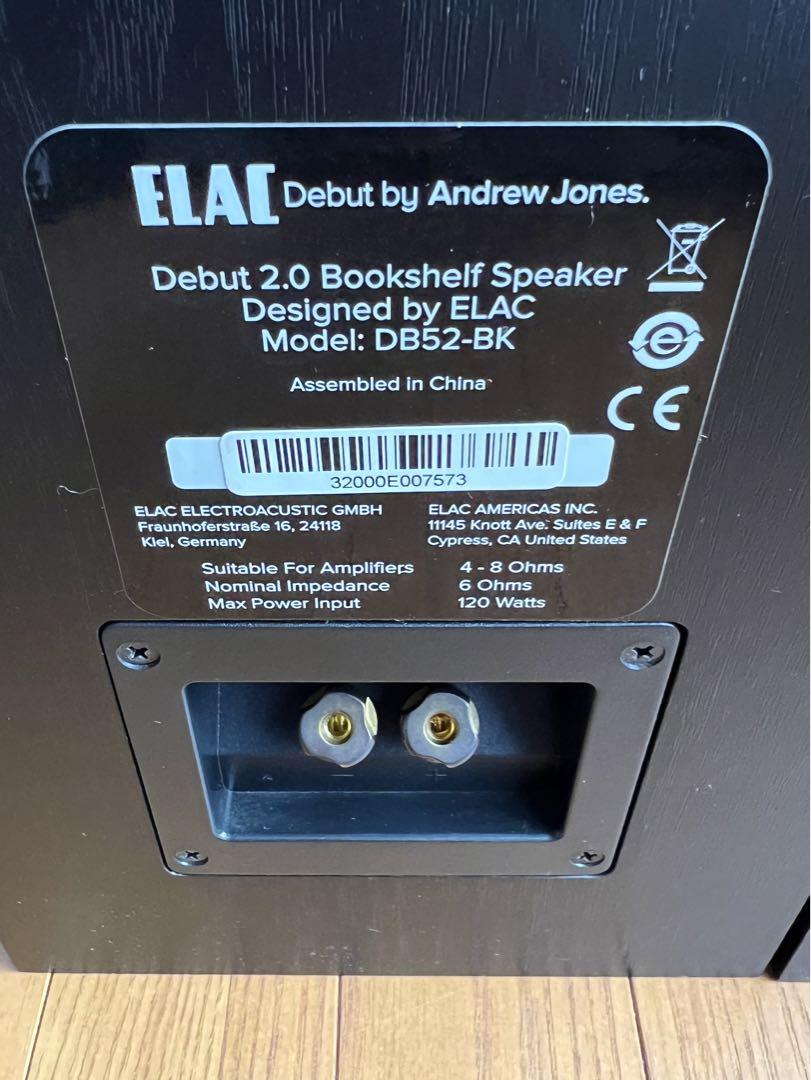 ELAC Debut by Andrew Jones.
Debut 2.0 Bookshelf Speaker
Designed by ELAC
Model: DB52-BK
Assembled in China
CE
32000E007573
ELAC ELECTROACUSTIC GMBH
Fraunhoferstraße 16, 24118
Kiel, Germany
ELAC AMERICAS INC.
11145 Knott Ave. Suites E & F
Cypress, CA United States
Suitable For Amplifiers 4 - 8 Ohms
Nominal Impedance 6 Ohms
Max Power Input 120 Watts
- +